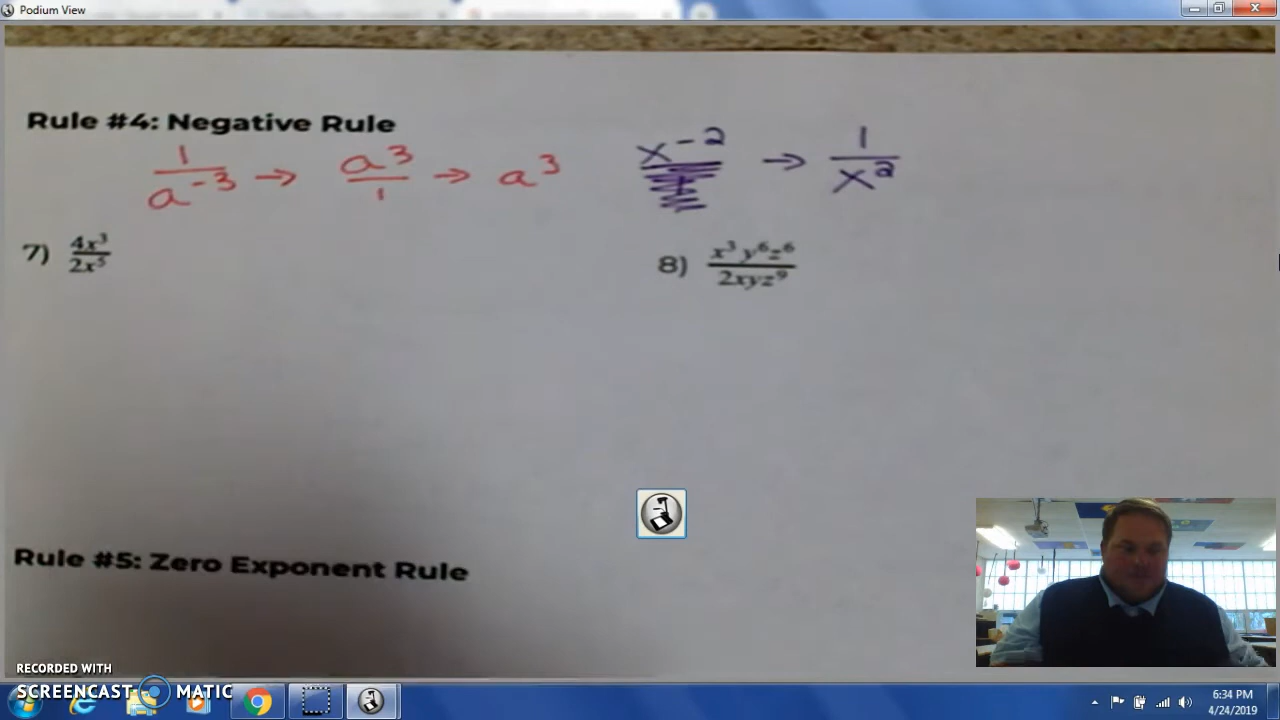 Podium View
Rule #4: Negative Rule
1/a⁻³ → a³/1 → a³
x⁻² → 1/x²
7) 4x³/2x⁵
8) x³y⁶z⁶/2xyz⁹
Rule #5: Zero Exponent Rule
RECORDED WITH
SCREENCAST MATIC
6:34 PM
4/24/2019